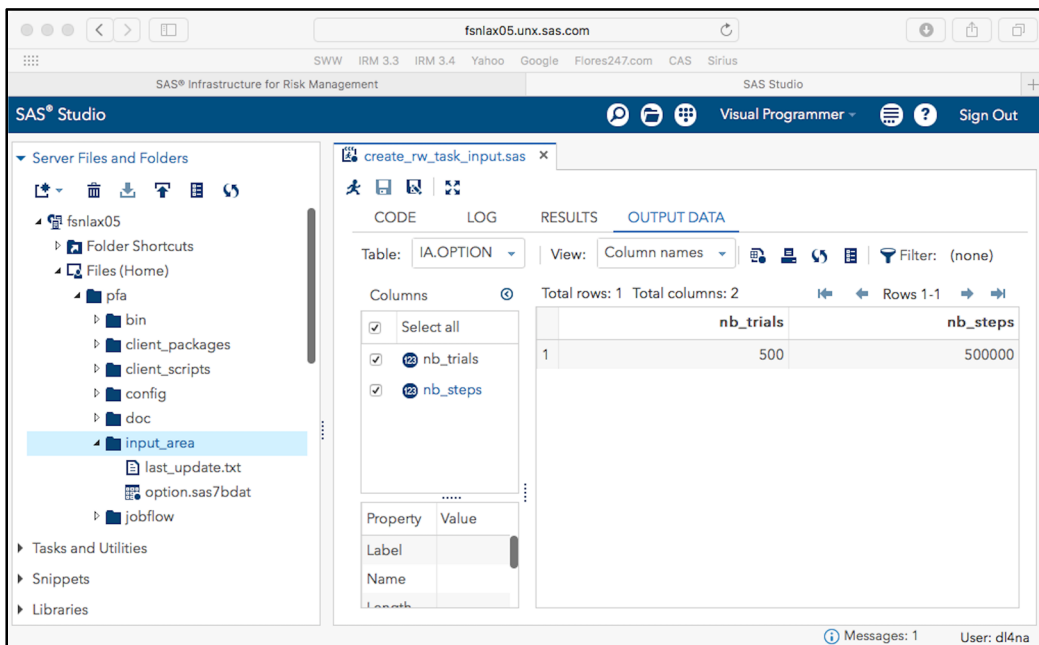 fsnlax05.unx.sas.com
SWW IRM 3.3 IRM 3.4 Yahoo Google Flores247.com CAS Sirius
SAS® Infrastructure for Risk Management SAS Studio
SAS® Studio Visual Programmer ? Sign Out
Server Files and Folders
fsnlax05
Folder Shortcuts
Files (Home)
pfa
bin
client_packages
client_scripts
config
doc
input_area
last_update.txt
option.sas7bdat
jobflow
Tasks and Utilities
Snippets
Libraries
create_rw_task_input.sas
CODE LOG RESULTS OUTPUT DATA
Table: IA.OPTION View: Column names Filter: (none)
Columns
Select all
123 nb_trials
123 nb_steps
Property Value
Label
Name
Length
Total rows: 1 Total columns: 2 Rows 1-1
nb_trials nb_steps
1 500 500000
Messages: 1 User: dl4na